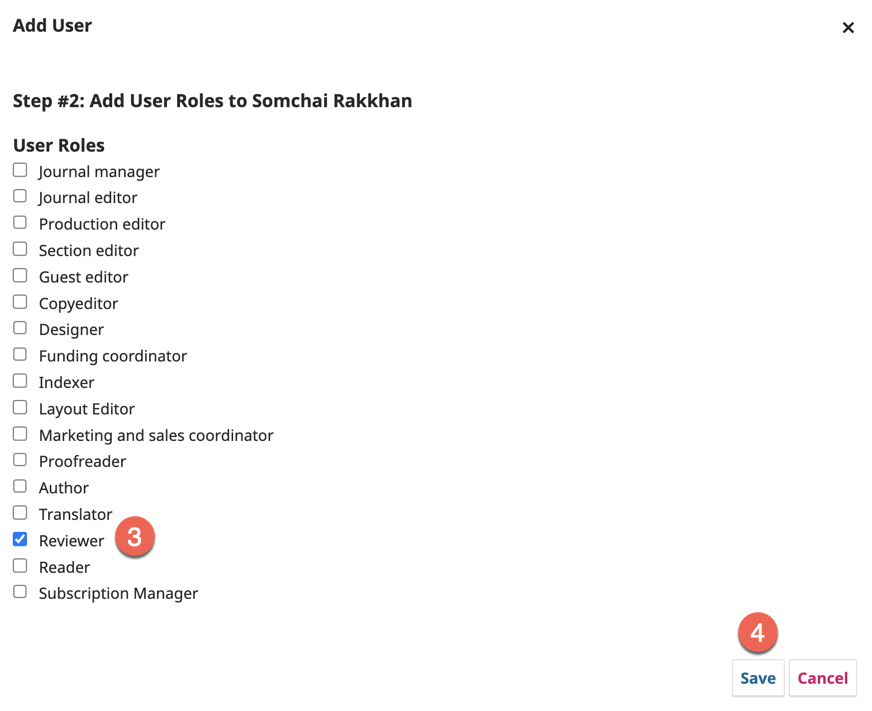 Add User
×
Step #2: Add User Roles to Somchai Rakkhan
User Roles
Journal manager
Journal editor
Production editor
Section editor
Guest editor
Copyeditor
Designer
Funding coordinator
Indexer
Layout Editor
Marketing and sales coordinator
Proofreader
Author
Translator
Reviewer 3
Reader
Subscription Manager
4
Save Cancel